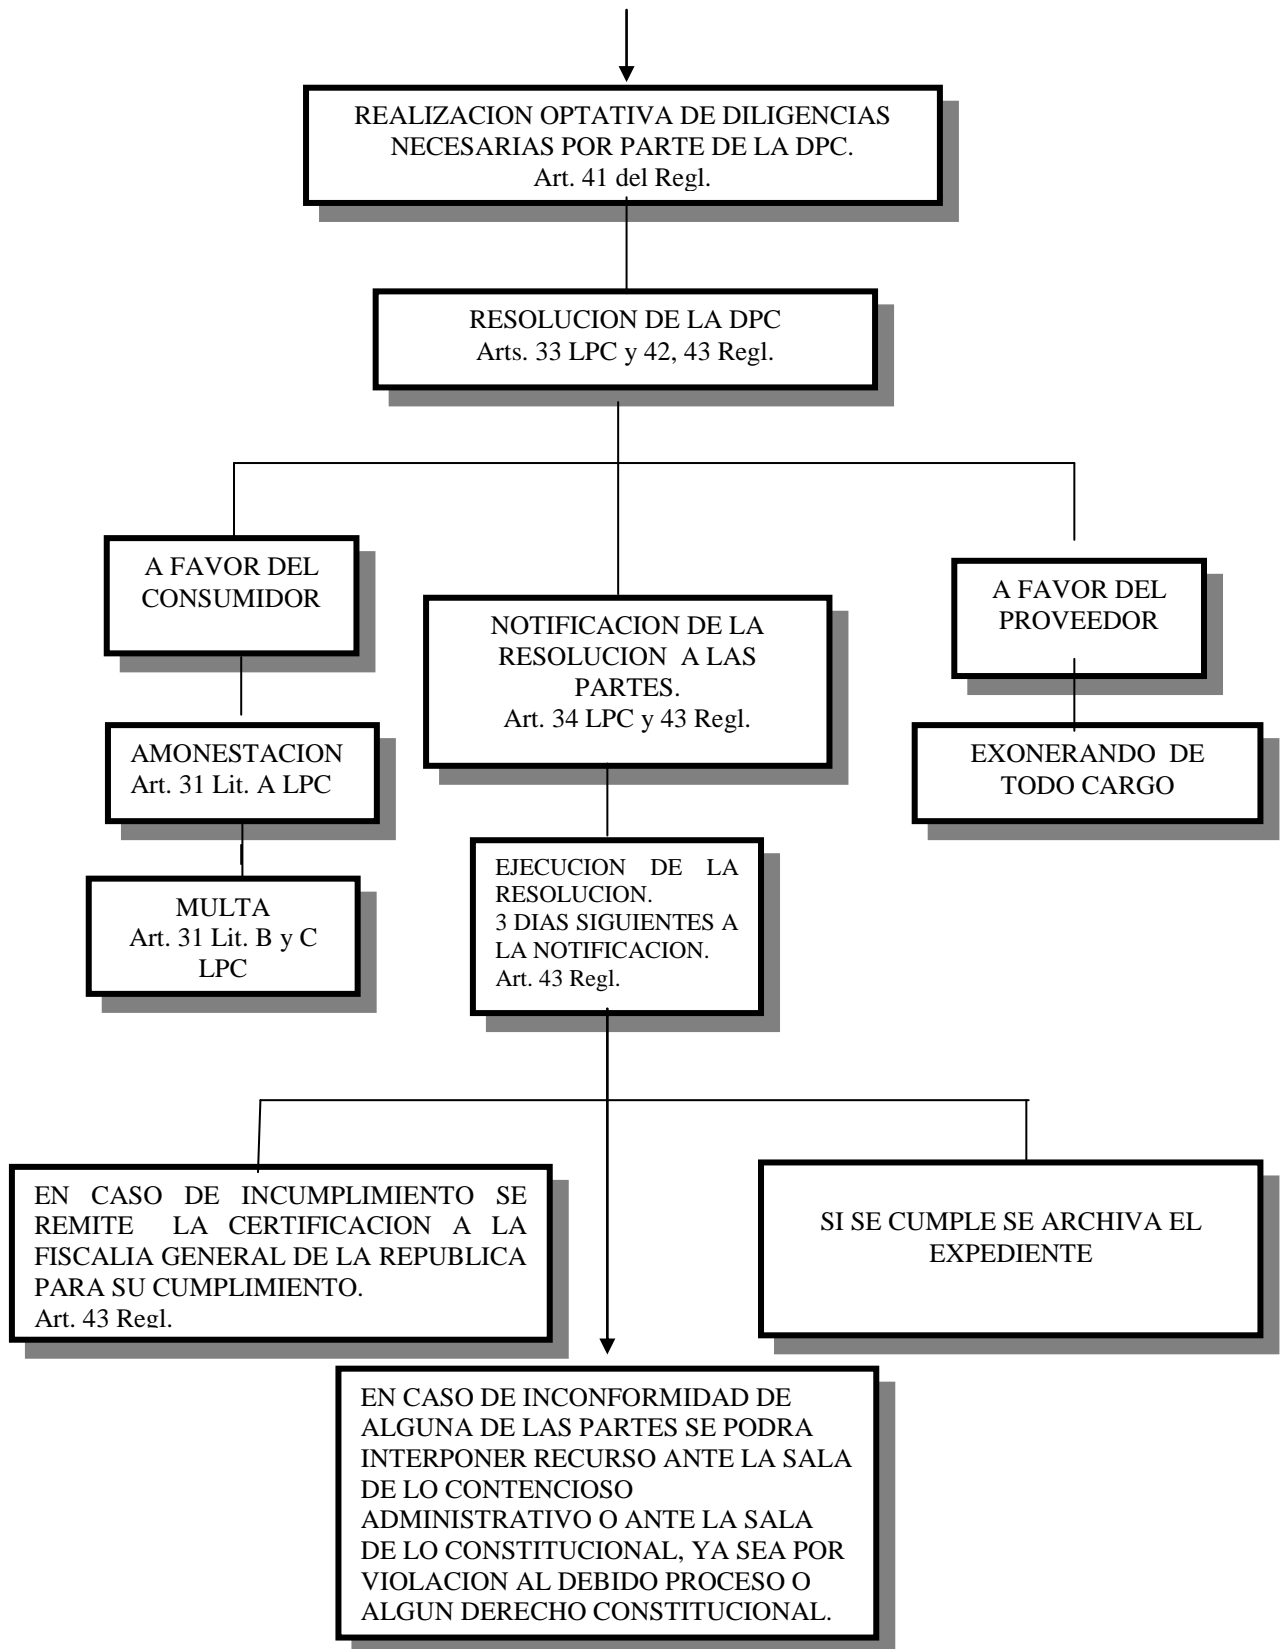 REALIZACION OPTATIVA DE DILIGENCIAS
NECESARIAS POR PARTE DE LA DPC.
Art. 41 del Regl.
RESOLUCION DE LA DPC
Arts. 33 LPC y 42, 43 Regl.
A FAVOR DEL
CONSUMIDOR
NOTIFICACION DE LA
RESOLUCION A LAS
PARTES.
Art. 34 LPC y 43 Regl.
A FAVOR DEL
PROVEEDOR
AMONESTACION
Art. 31 Lit. A LPC
EXONERANDO DE
TODO CARGO
MULTA
Art. 31 Lit. B y C
LPC
EJECUCION DE LA
RESOLUCION.
3 DIAS SIGUIENTES A
LA NOTIFICACION.
Art. 43 Regl.
EN CASO DE INCUMPLIMIENTO SE
REMITE LA CERTIFICACION A LA
FISCALIA GENERAL DE LA REPUBLICA
PARA SU CUMPLIMIENTO.
Art. 43 Regl.
SI SE CUMPLE SE ARCHIVA EL
EXPEDIENTE
EN CASO DE INCONFORMIDAD DE
ALGUNA DE LAS PARTES SE PODRA
INTERPONER RECURSO ANTE LA SALA
DE LO CONTENCIOSO
ADMINISTRATIVO O ANTE LA SALA
DE LO CONSTITUCIONAL, YA SEA POR
VIOLACION AL DEBIDO PROCESO O
ALGUN DERECHO CONSTITUCIONAL.